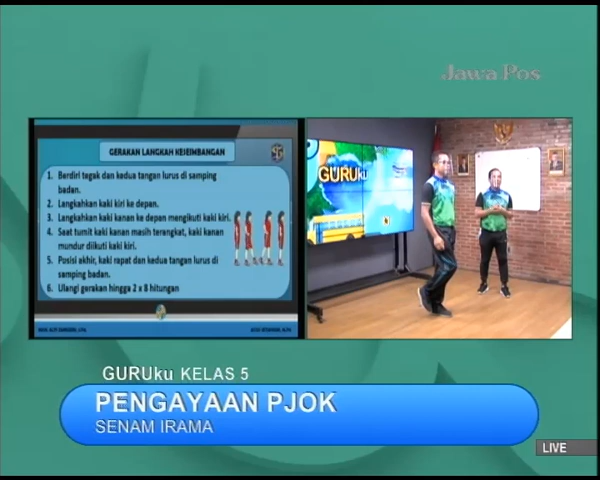 Jawa Pos
GERAKAN LANGKAH KESEIMBANGAN
1. Berdiri tegak dan kedua tangan lurus di samping
badan.
2. Langkahkan kaki kiri ke depan.
3. Langkahkan kaki kanan ke depan mengikuti kaki kiri.
4. Saat tumit kaki kanan masih terangkat, kaki kanan
mundur diikuti kaki kiri.
5. Posisi akhir, kaki rapat dan kedua tangan lurus di
samping badan.
6. Ulangi gerakan hingga 2 x 8 hitungan
GURUku
GURUku KELAS 5
PENGAYAAN PJOK
SENAM IRAMA
LIVE